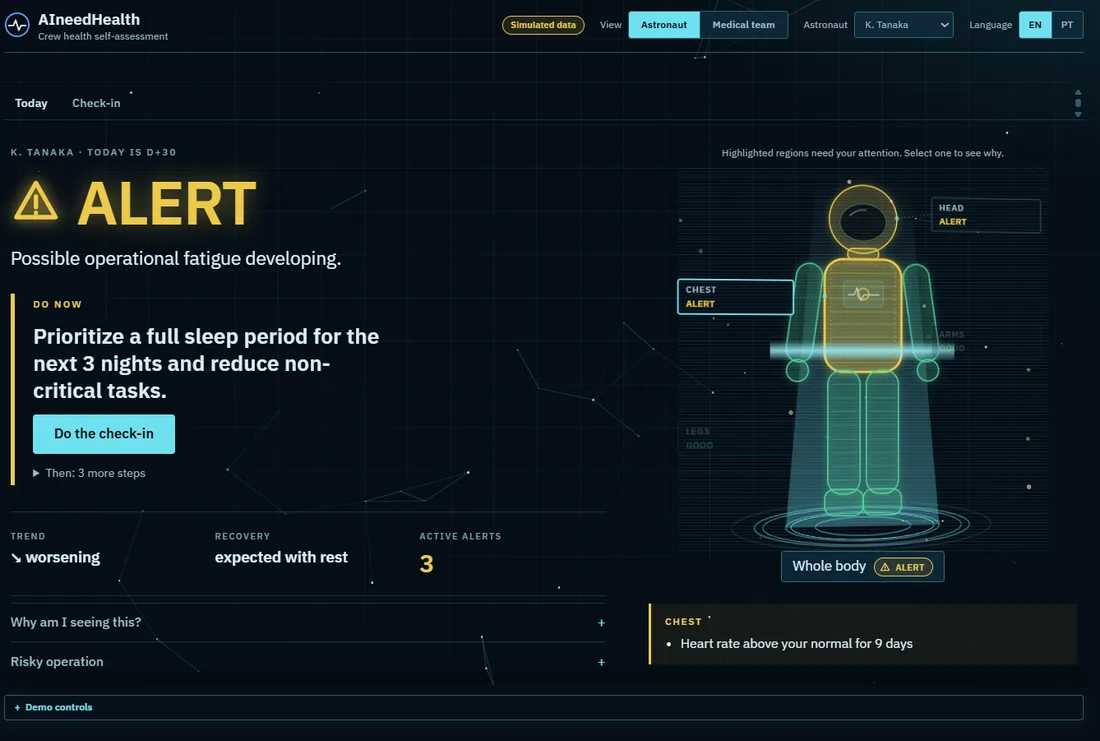 AIneedHealth
Crew health self-assessment
Simulated data
View
Astronaut
Medical team
Astronaut
K. Tanaka
Language
EN
PT
Today
Check-in
K. TANAKA · TODAY IS D+30
ALERT
Possible operational fatigue developing.
DO NOW
Prioritize a full sleep period for the
next 3 nights and reduce non-
critical tasks.
Do the check-in
Then: 3 more steps
TREND
↘ worsening
RECOVERY
expected with rest
ACTIVE ALERTS
3
Why am I seeing this?
+
Risky operation
+
Highlighted regions need your attention. Select one to see why.
HEAD
ALERT
CHEST
ALERT
ARMS
GOOD
LEGS
GOOD
Whole body
ALERT
CHEST
• Heart rate above your normal for 9 days
+ Demo controls